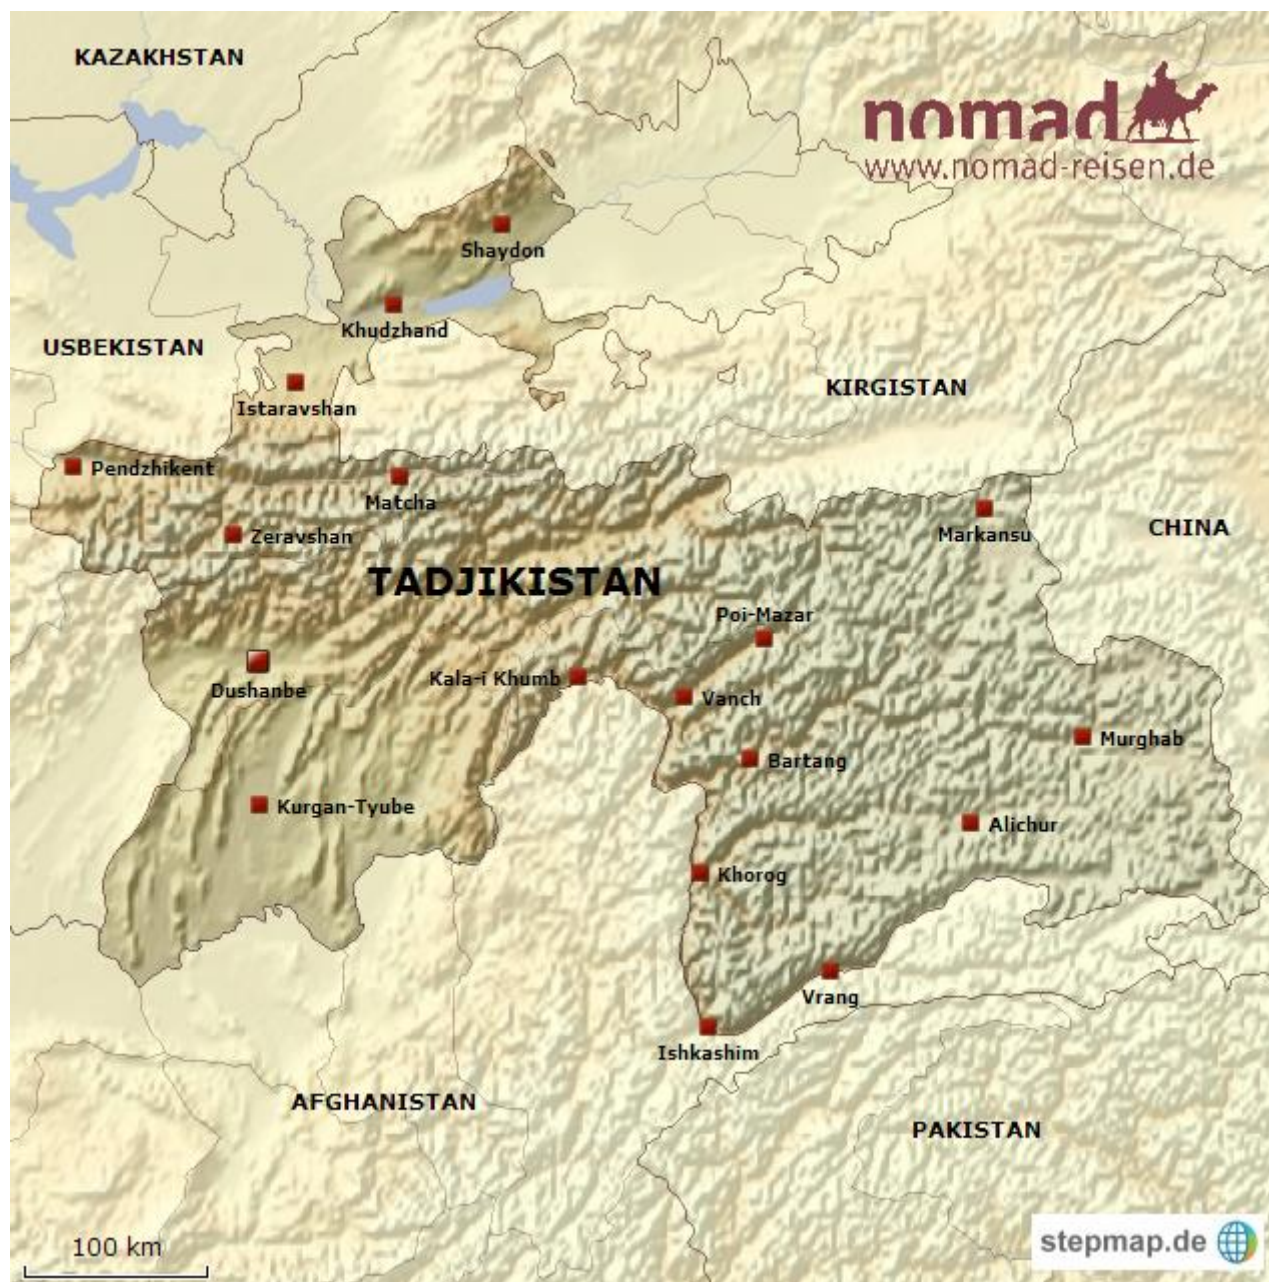 KAZAKHSTAN
nomad
www.nomad-reisen.de
Shaydon
Khudzhand
USBEKISTAN
KIRGISTAN
Istaravshan
Pendzhikent
Matcha
Markansu
CHINA
Zeravshan
TADJIKISTAN
Poi-Mazar
Kala-i Khumb
Dushanbe
Vanch
Murghab
Bartang
Kurgan-Tyube
Alichur
Khorog
Vrang
Ishkashim
AFGHANISTAN
PAKISTAN
100 km
stepmap.de